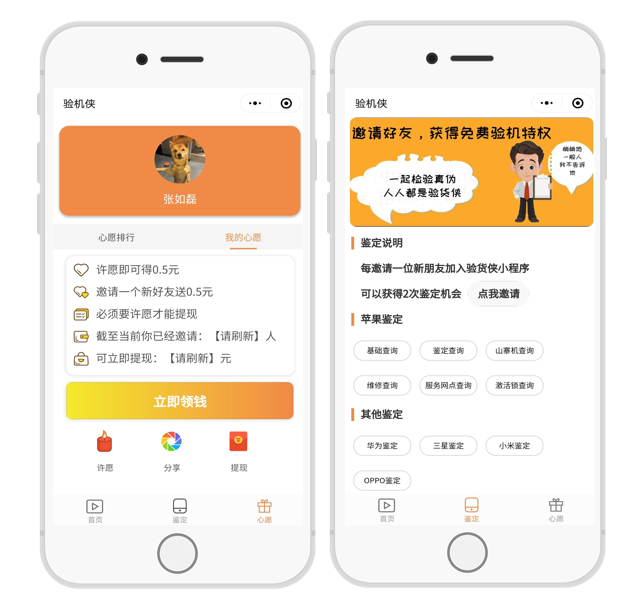 验机侠
张如磊
心愿排行
我的心愿
许愿即可得0.5元
邀请一个新好友送0.5元
必须要许愿才能提现
截至当前你已经邀请：【请刷新】人
可立即提现：【请刷新】元
立即领钱
许愿
分享
提现
首页
鉴定
心愿
验机侠
邀请好友，获得免费验机特权
一起检验真伪
人人都是验货侠
悄悄地
一般人
我不告诉
他
鉴定说明
每邀请一位新朋友加入验货侠小程序
可以获得2次鉴定机会 点我邀请
苹果鉴定
基础查询
鉴定查询
山寨机查询
维修查询
服务网点查询
激活锁查询
其他鉴定
华为鉴定
三星鉴定
小米鉴定
OPPO鉴定
首页
鉴定
心愿